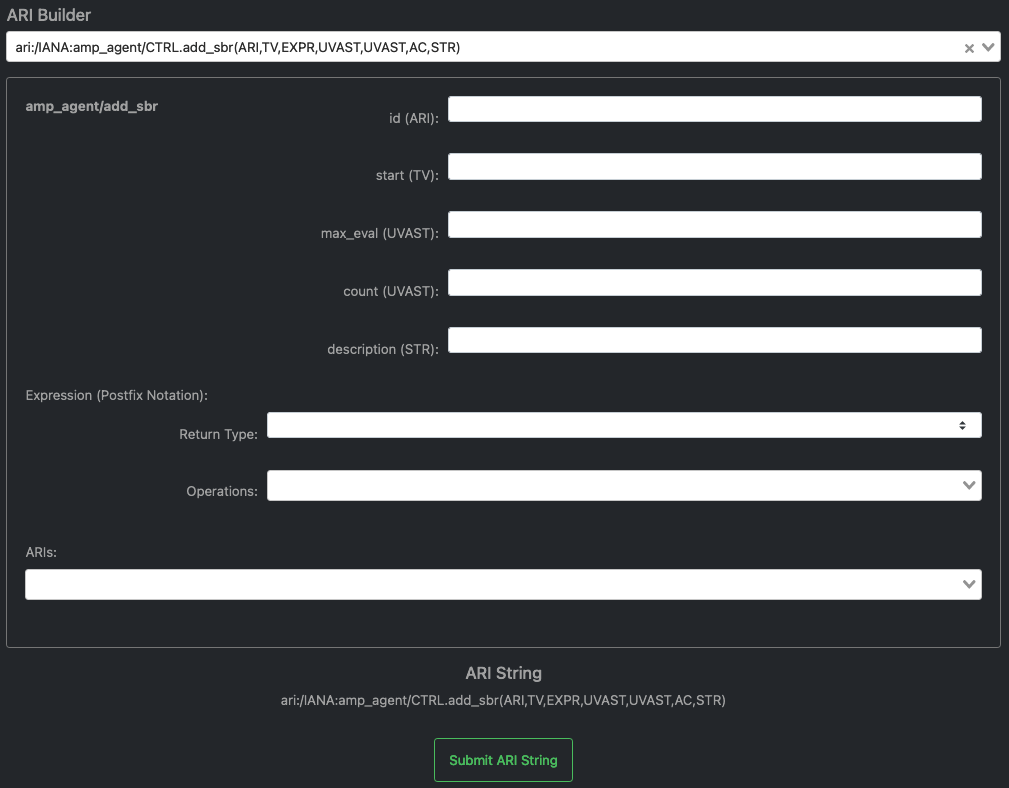 ARI Builder
ari:/IANA:amp_agent/CTRL.add_sbr(ARI,TV,EXPR,UVAST,UVAST,AC,STR)
amp_agent/add_sbr
id (ARI):
start (TV):
max_eval (UVAST):
count (UVAST):
description (STR):
Expression (Postfix Notation):
Return Type:
Operations:
ARIs:
ARI String
ari:/IANA:amp_agent/CTRL.add_sbr(ARI,TV,EXPR,UVAST,UVAST,AC,STR)
Submit ARI String